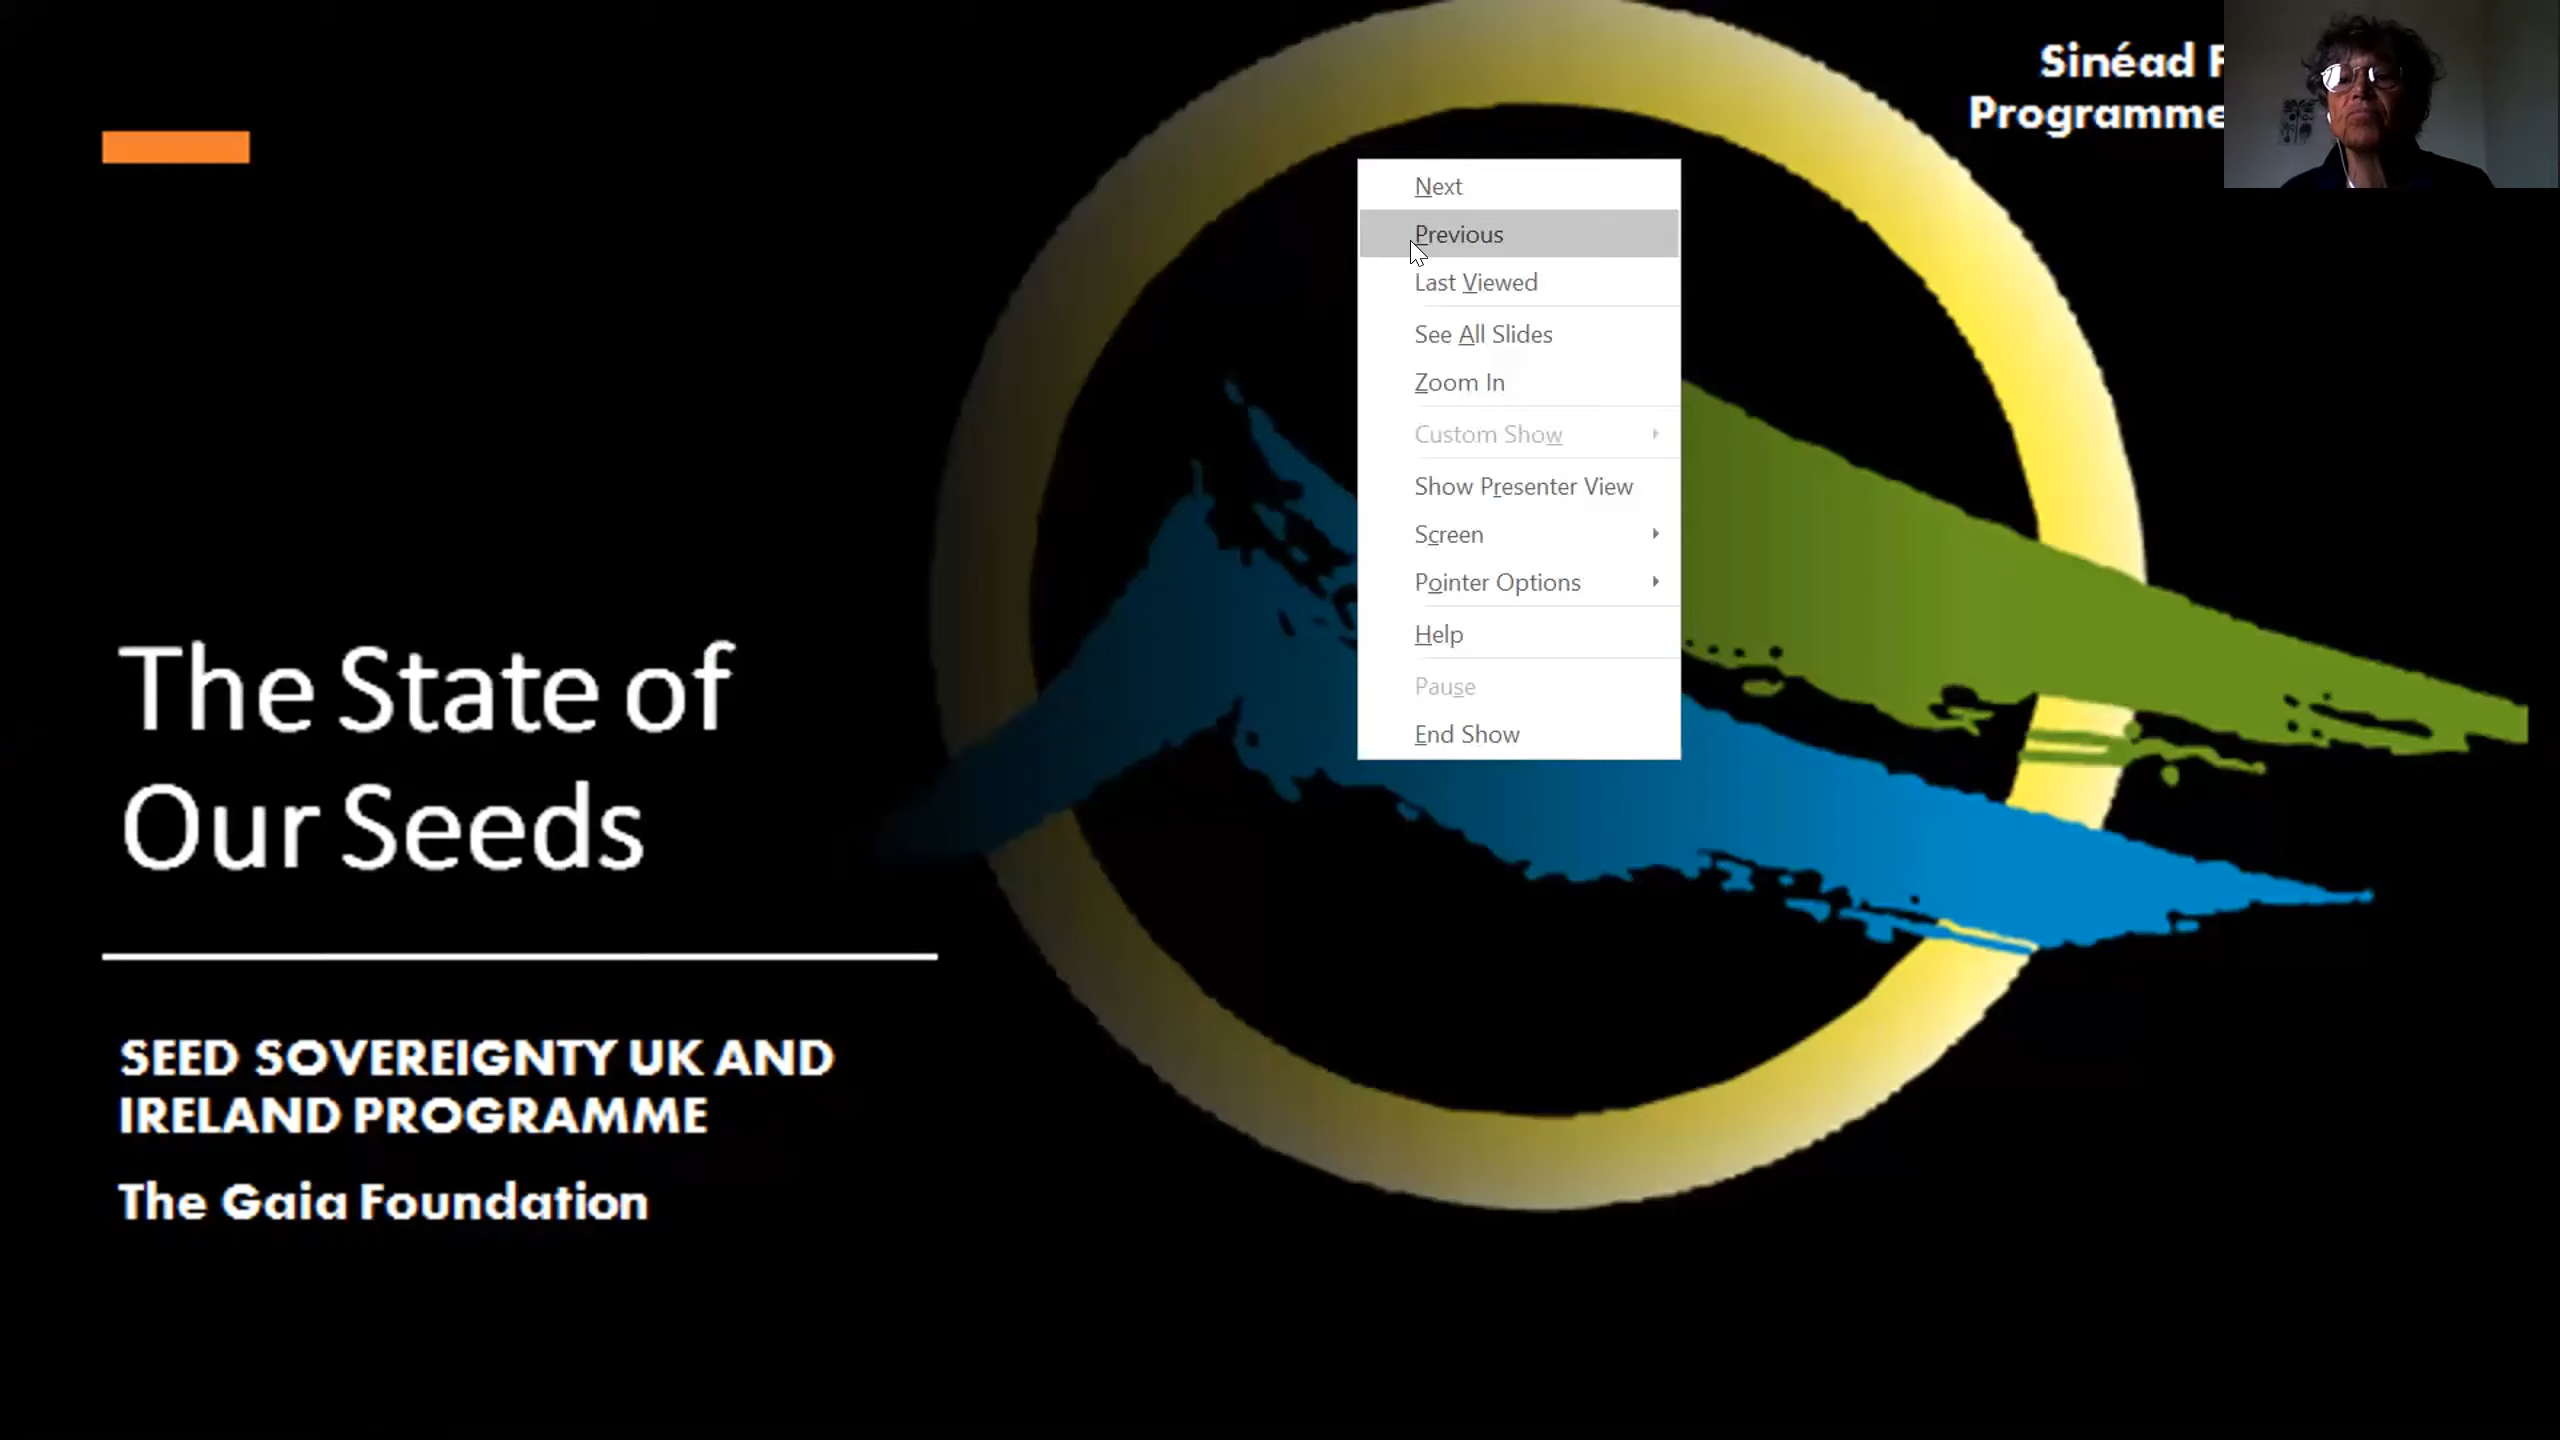 Sinéad
Programme
Next
Previous
Last Viewed
See All Slides
Zoom In
Custom Show
Show Presenter View
Screen
Pointer Options
Help
Pause
End Show
The State of
Our Seeds
SEED SOVEREIGNTY UK AND
IRELAND PROGRAMME
The Gaia Foundation